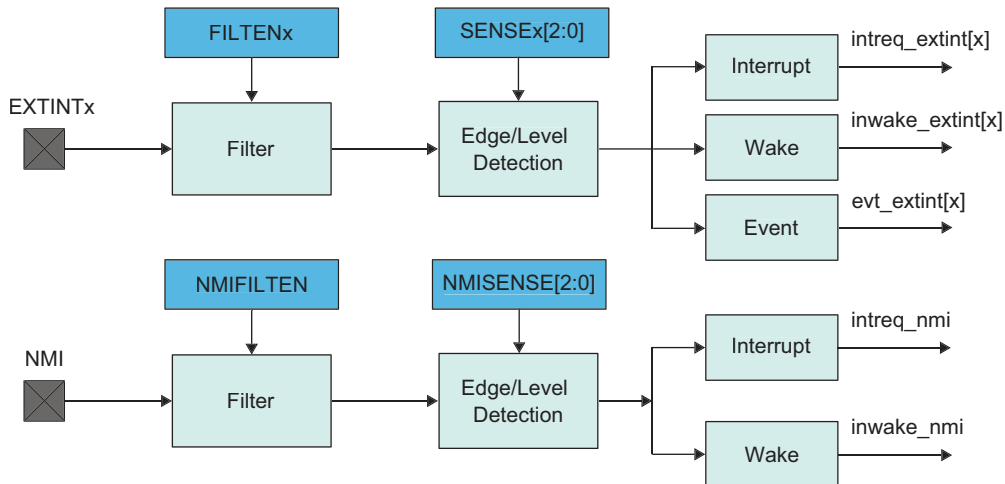 FILTENx
SENSEx[2:0]
EXTINTx
Filter
Edge/Level
Detection
Interrupt
intreq_extint[x]
Wake
inwake_extint[x]
Event
evt_extint[x]
NMIFILTEN
NMISENSE[2:0]
NMI
Filter
Edge/Level
Detection
Interrupt
intreq_nmi
Wake
inwake_nmi